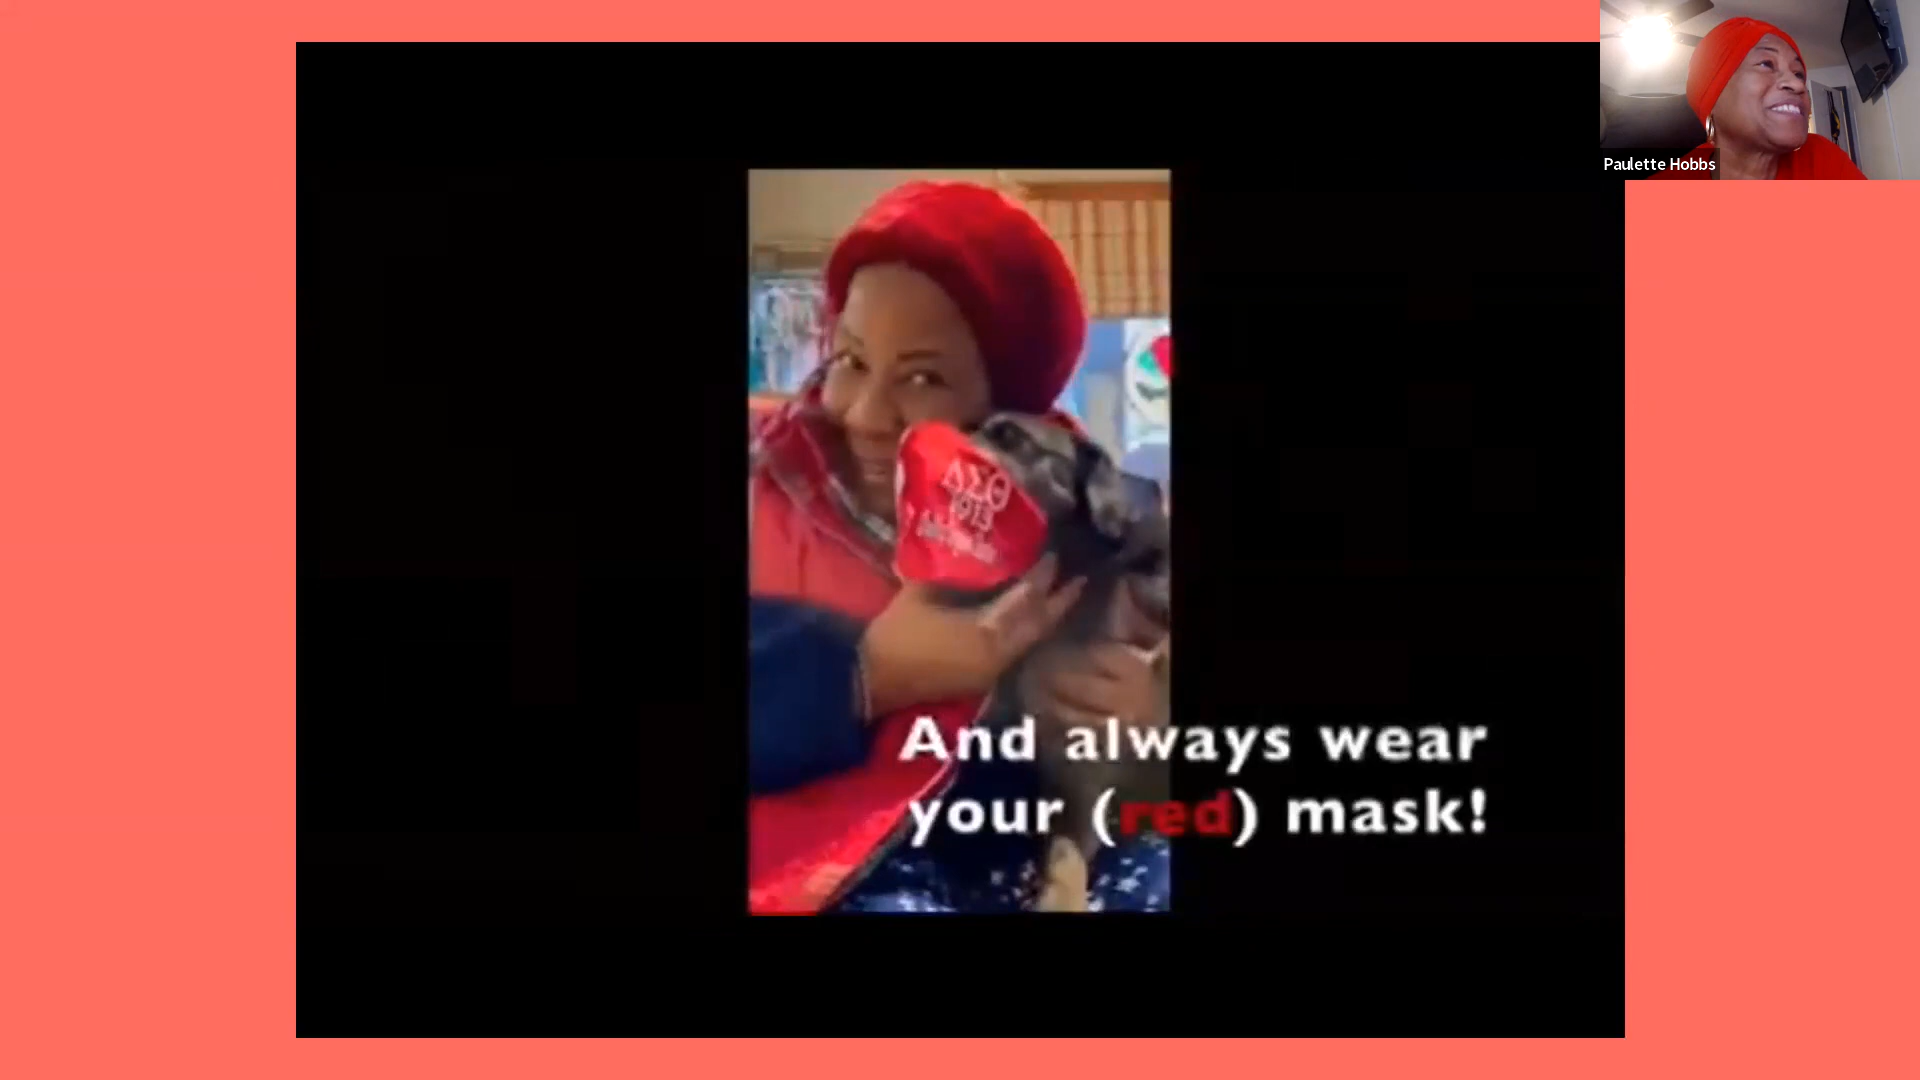 Paulette Hobbs
ΔΣΘ
1913
And always wear
your (red) mask!